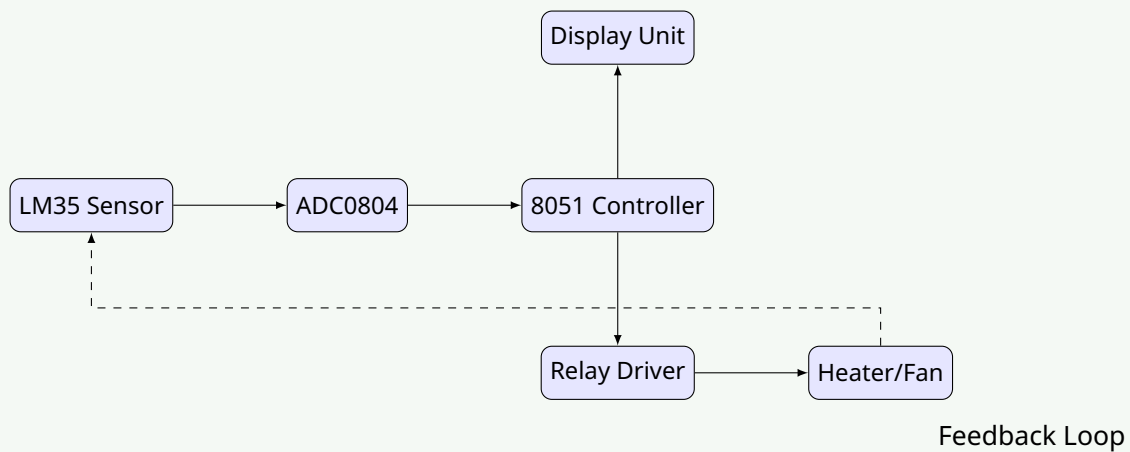 Display Unit
LM35 Sensor
ADC0804
8051 Controller
Relay Driver
Heater/Fan
Feedback Loop